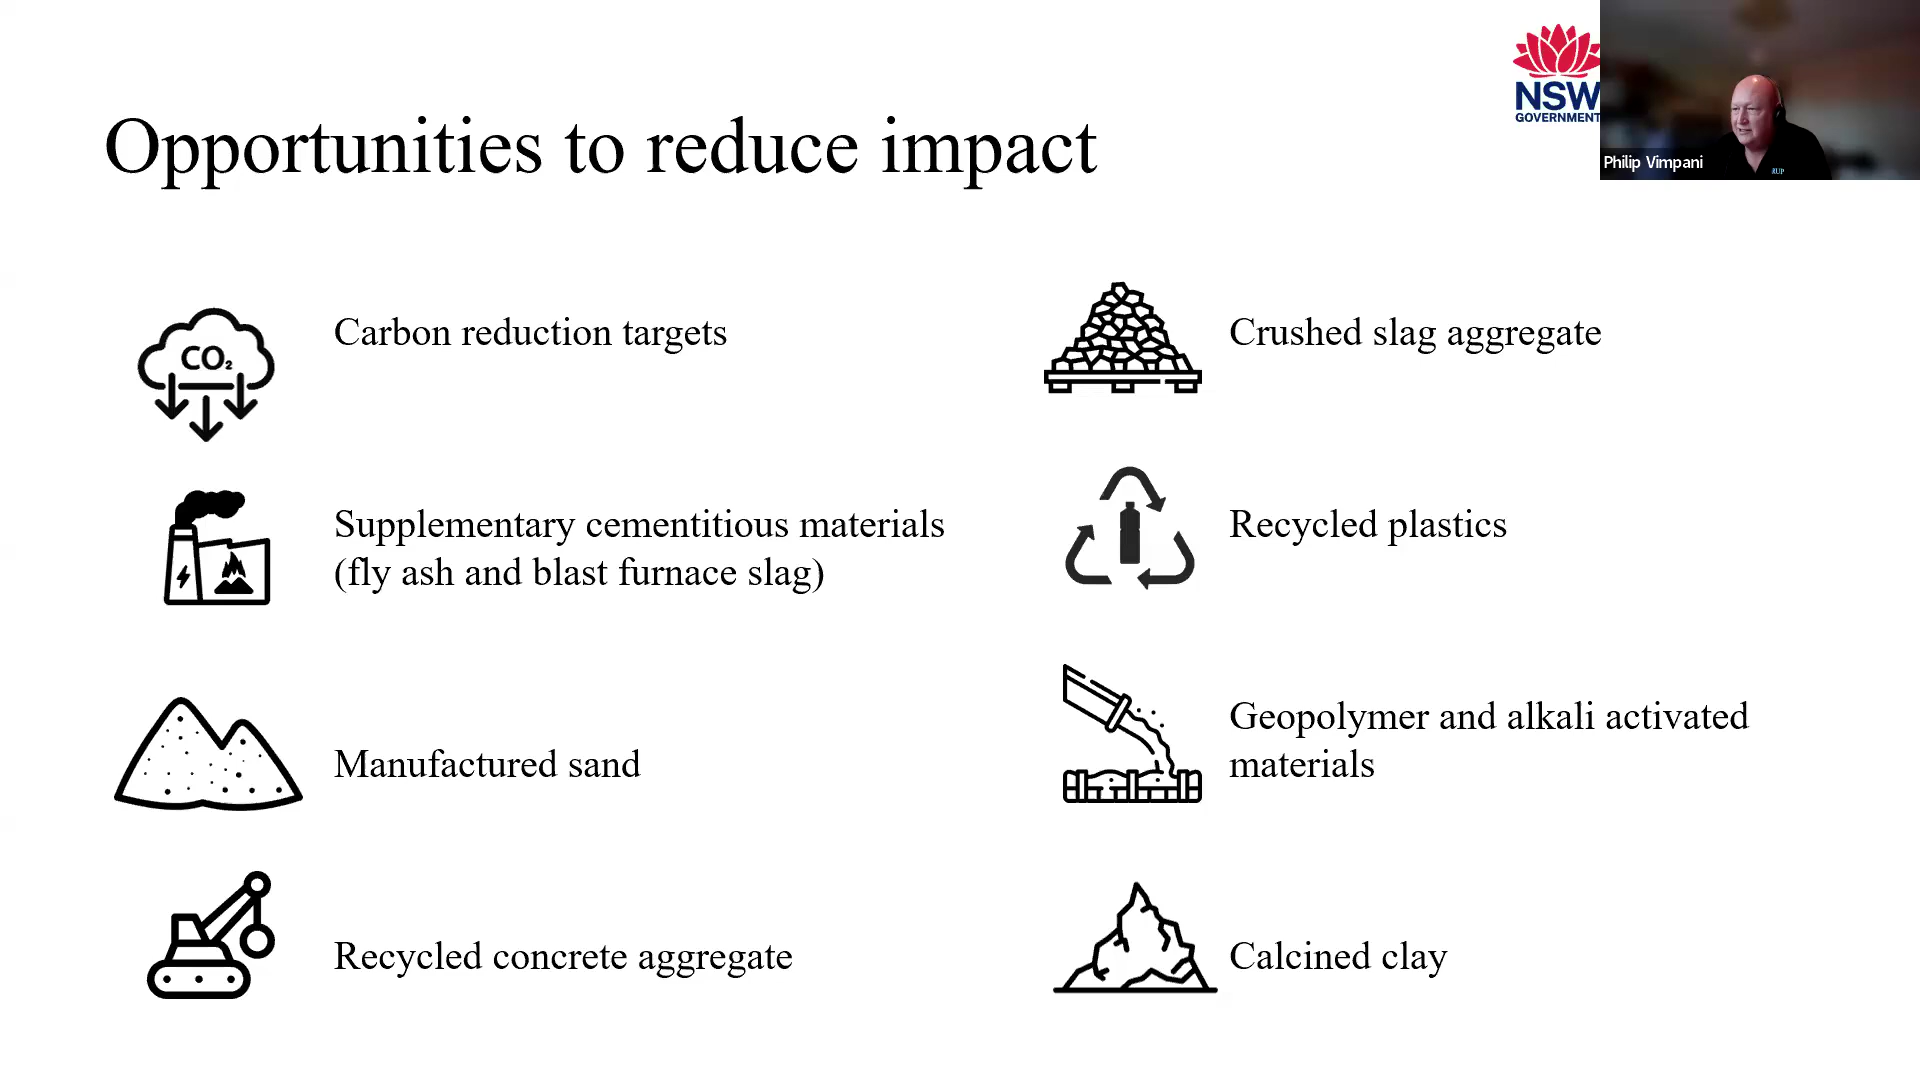 NSW
GOVERNMENT
Philip Vimpani
Opportunities to reduce impact
CO₂
Carbon reduction targets
Supplementary cementitious materials
(fly ash and blast furnace slag)
Manufactured sand
Recycled concrete aggregate
Crushed slag aggregate
Recycled plastics
Geopolymer and alkali activated
materials
Calcined clay